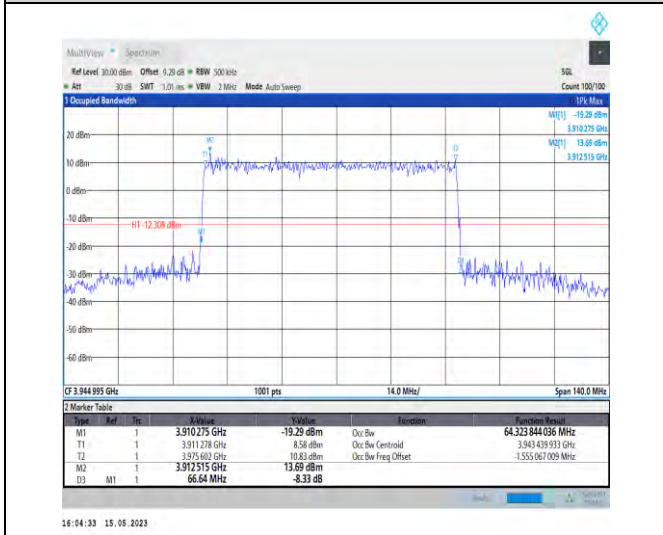 MultiView Spectrum
Ref Level 30.00 dBm Offset 9.29 dB RBW 500 kHz SGL
Att 30 dB SWT 1.01 ms VBW 2 MHz Mode Auto Sweep Count 100/100
1 Occupied Bandwidth 1Pk Max
M1[1] -19.29 dBm
3.910 275 GHz
M2[1] 13.69 dBm
3.912 515 GHz
20 dBm
M2
T1
T2
10 dBm
0 dBm
-10 dBm
H1 -12.309 dBm
M1
-20 dBm
D3
-30 dBm
-40 dBm
-50 dBm
-60 dBm
CF 3.944 995 GHz 1001 pts 14.0 MHz/ Span 140.0 MHz
2 Marker Table
Type Ref Trc X-Value Y-Value Function Function Result
M1 1 3.910 275 GHz -19.29 dBm Occ Bw 64.323 844 036 MHz
T1 1 3.911 278 GHz 8.58 dBm Occ Bw Centroid 3.943 439 933 GHz
T2 1 3.975 602 GHz 10.83 dBm Occ Bw Freq Offset -1.555 067 009 MHz
M2 1 3.912 515 GHz 13.69 dBm
D3 M1 1 66.64 MHz -8.33 dB
16:04:33 15.05.2023